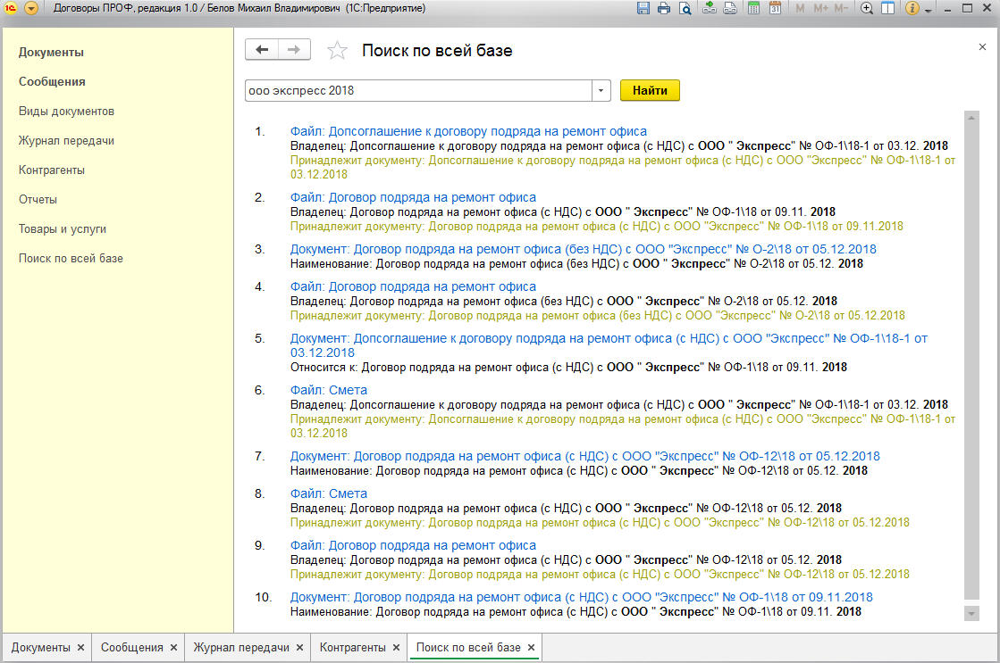 Договоры ПРОФ, редакция 1.0 / Белов Михаил Владимирович (1С:Предприятие)
M M+ M-
Документы
Сообщения
Виды документов
Журнал передачи
Контрагенты
Отчеты
Товары и услуги
Поиск по всей базе
Поиск по всей базе
ооо экспресс 2018
Найти
1. Файл: Допсоглашение к договору подряда на ремонт офиса
Владелец: Допсоглашение к договору подряда на ремонт офиса (с НДС) с ООО " Экспресс" № ОФ-1\18-1 от 03.12. 2018
Принадлежит документу: Допсоглашение к договору подряда на ремонт офиса (с НДС) с ООО "Экспресс" № ОФ-1\18-1 от
03.12.2018
2. Файл: Договор подряда на ремонт офиса
Владелец: Договор подряда на ремонт офиса (с НДС) с ООО " Экспресс" № ОФ-1\18 от 09.11. 2018
Принадлежит документу: Договор подряда на ремонт офиса (с НДС) с ООО "Экспресс" № ОФ-1\18 от 09.11.2018
3. Документ: Договор подряда на ремонт офиса (без НДС) с ООО "Экспресс" № О-2\18 от 05.12.2018
Наименование: Договор подряда на ремонт офиса (без НДС) с ООО " Экспресс" № О-2\18 от 05.12. 2018
4. Файл: Договор подряда на ремонт офиса
Владелец: Договор подряда на ремонт офиса (без НДС) с ООО " Экспресс" № О-2\18 от 05.12. 2018
Принадлежит документу: Договор подряда на ремонт офиса (без НДС) с ООО "Экспресс" № О-2\18 от 05.12.2018
5. Документ: Допсоглашение к договору подряда на ремонт офиса (с НДС) с ООО "Экспресс" № ОФ-1\18-1 от
03.12.2018
Относится к: Договор подряда на ремонт офиса (с НДС) с ООО " Экспресс" № ОФ-1\18 от 09.11. 2018
6. Файл: Смета
Владелец: Допсоглашение к договору подряда на ремонт офиса (с НДС) с ООО " Экспресс" № ОФ-1\18-1 от 03.12. 2018
Принадлежит документу: Допсоглашение к договору подряда на ремонт офиса (с НДС) с ООО "Экспресс" № ОФ-1\18-1 от
03.12.2018
7. Документ: Договор подряда на ремонт офиса (с НДС) с ООО "Экспресс" № ОФ-12\18 от 05.12.2018
Наименование: Договор подряда на ремонт офиса (с НДС) с ООО " Экспресс" № ОФ-12\18 от 05.12. 2018
8. Файл: Смета
Владелец: Договор подряда на ремонт офиса (с НДС) с ООО " Экспресс" № ОФ-12\18 от 05.12. 2018
Принадлежит документу: Договор подряда на ремонт офиса (с НДС) с ООО "Экспресс" № ОФ-12\18 от 05.12.2018
9. Файл: Договор подряда на ремонт офиса
Владелец: Договор подряда на ремонт офиса (с НДС) с ООО " Экспресс" № ОФ-12\18 от 05.12. 2018
Принадлежит документу: Договор подряда на ремонт офиса (с НДС) с ООО "Экспресс" № ОФ-12\18 от 05.12.2018
10. Документ: Договор подряда на ремонт офиса (с НДС) с ООО "Экспресс" № ОФ-1\18 от 09.11.2018
Наименование: Договор подряда на ремонт офиса (с НДС) с ООО " Экспресс" № ОФ-1\18 от 09.11. 2018
Документы × Сообщения × Журнал передачи × Контрагенты × Поиск по всей базе ×